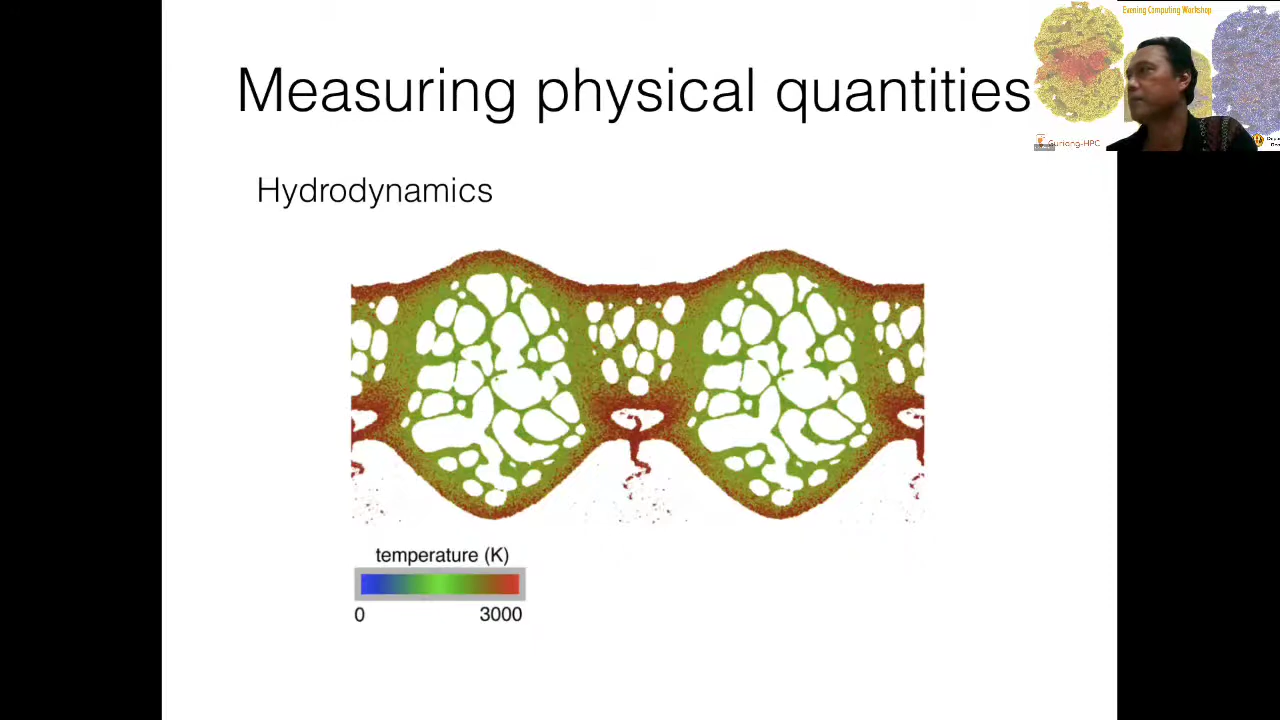 Measuring physical quantities
Evening Computing Workshop
Hydrodynamics
temperature (K)
0
3000